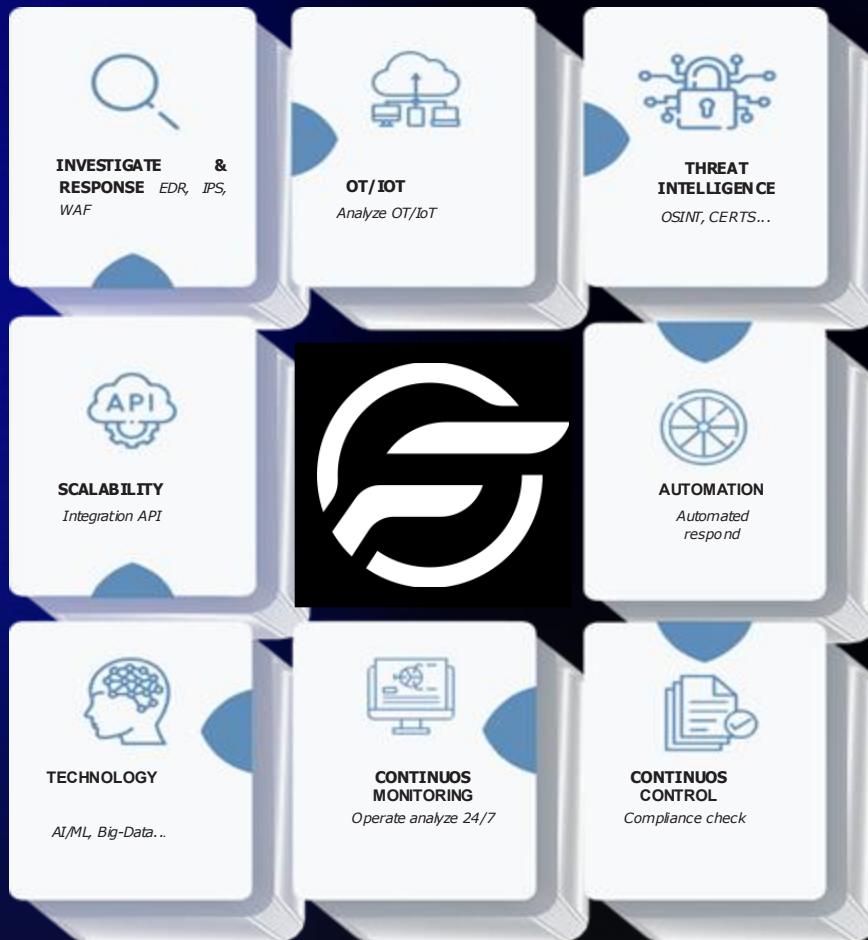 INVESTIGATE &
RESPONSE EDR, IPS,
WAF
OT/IOT
Analyze OT/IoT
THREAT
INTELLIGENCE
OSINT, CERTS...
API
SCALABILITY
Integration API
AUTOMATION
Automated
respond
TECHNOLOGY
AI/ML, Big-Data...
CONTINUOS
MONITORING
Operate analyze 24/7
CONTINUOS
CONTROL
Compliance check